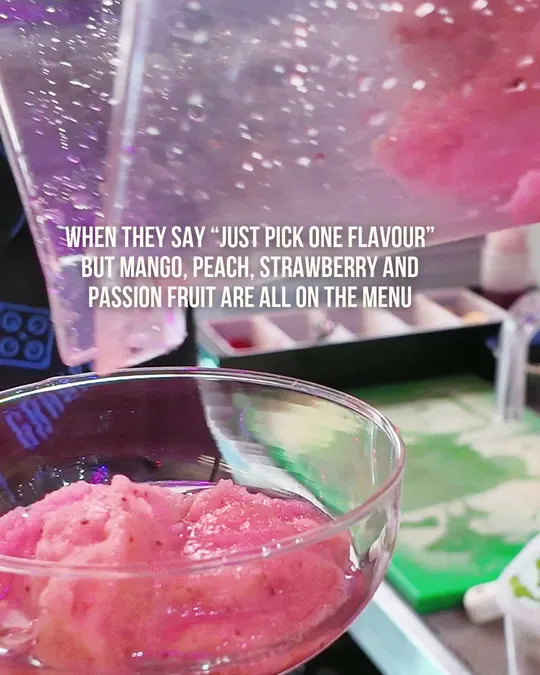 WHEN THEY SAY “JUST PICK ONE FLAVOUR”
BUT MANGO, PEACH, STRAWBERRY AND
PASSION FRUIT ARE ALL ON THE MENU